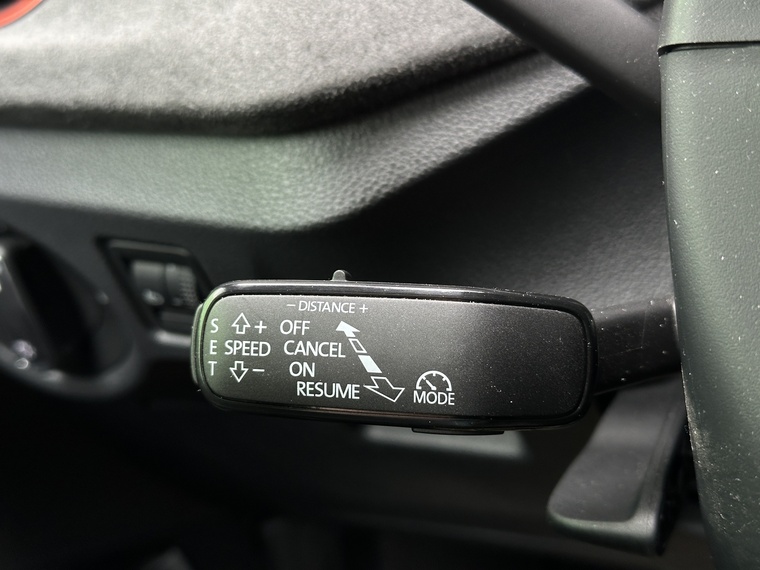 – DISTANCE +
S + OFF
E SPEED CANCEL
T – ON
RESUME
MODE